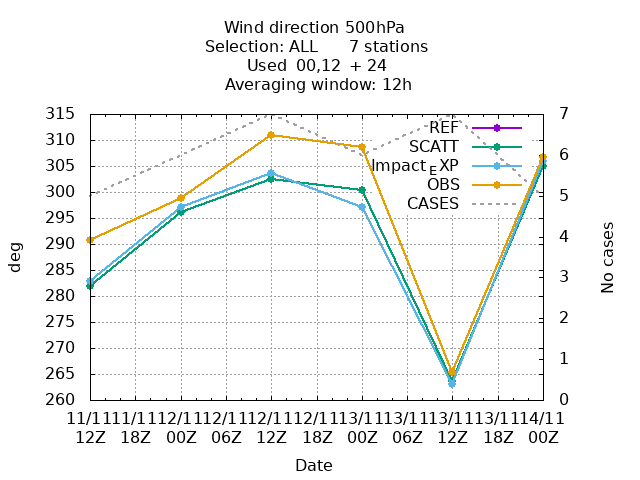 Wind direction 500hPa
Selection: ALL 7 stations
Used 00,12 + 24
Averaging window: 12h
deg
315
310
305
300
295
290
285
280
275
270
265
260
REF
SCATT
Impact_EXP
OBS
CASES
7
6
5
4
3
2
1
0
No cases
11/11 11/11 12/11 12/11 12/11 12/11 13/11 13/11 13/11 13/11 14/11
12Z 18Z 00Z 06Z 12Z 18Z 00Z 06Z 12Z 18Z 00Z
Date